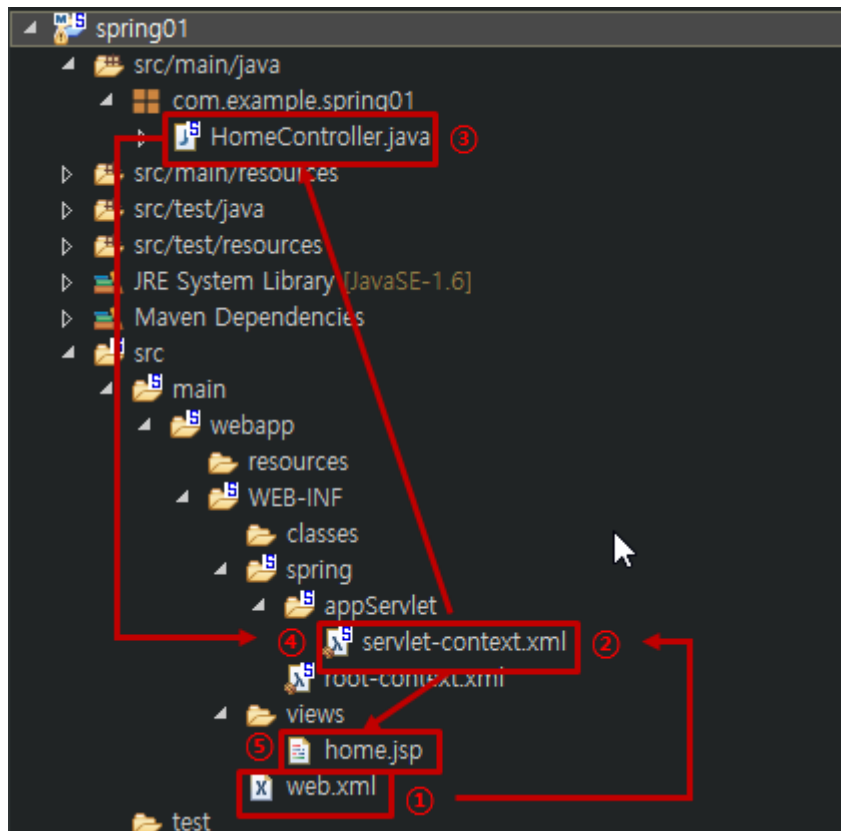 spring01
src/main/java
com.example.spring01
HomeController.java ③
src/main/resources
src/test/java
src/test/resources
JRE System Library [JavaSE-1.6]
Maven Dependencies
src
main
webapp
resources
WEB-INF
classes
spring
appServlet
④ servlet-context.xml ②
root-context.xml
views
⑤ home.jsp
web.xml ①
test